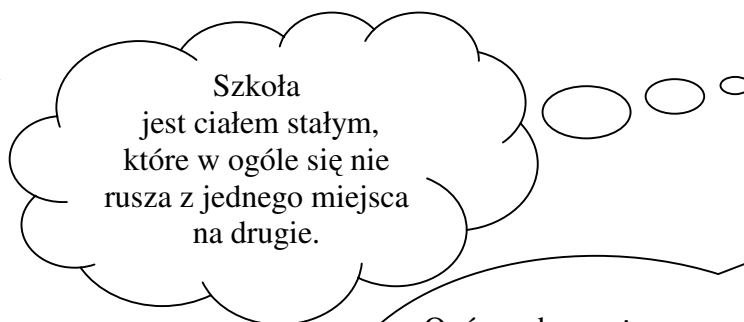 Szkoła
jest ciałem stałym,
które w ogóle się nie
rusza z jednego miejsca
na drugie.